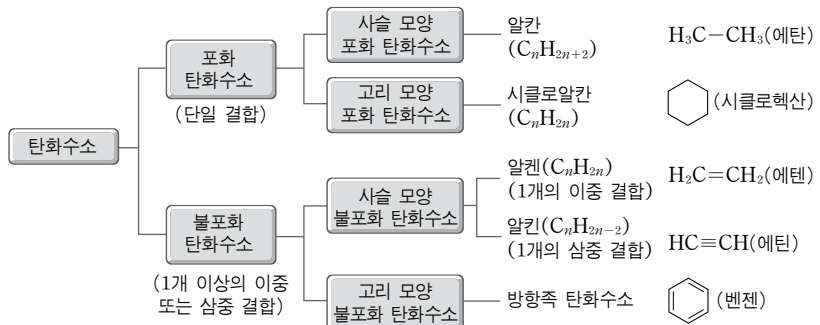 탄화수소
포화
탄화수소
(단일 결합)
사슬 모양
포화 탄화수소
알칸
(CₙH₂ₙ₊₂)
H₃C−CH₃(에탄)
고리 모양
포화 탄화수소
시클로알칸
(CₙH₂ₙ)
(시클로헥산)
불포화
탄화수소
(1개 이상의 이중
또는 삼중 결합)
사슬 모양
불포화 탄화수소
알켄(CₙH₂ₙ)
(1개의 이중 결합)
H₂C=CH₂(에텐)
알킨(CₙH₂ₙ₋₂)
(1개의 삼중 결합)
HC≡CH(에틴)
고리 모양
불포화 탄화수소
방향족 탄화수소
(벤젠)